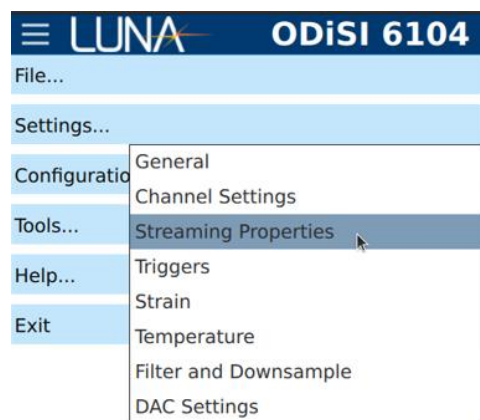 ☰ LUNA ODiSI 6104
File...
Settings...
General
Configuratio
Channel Settings
Tools...
Streaming Properties
Triggers
Help...
Strain
Exit
Temperature
Filter and Downsample
DAC Settings